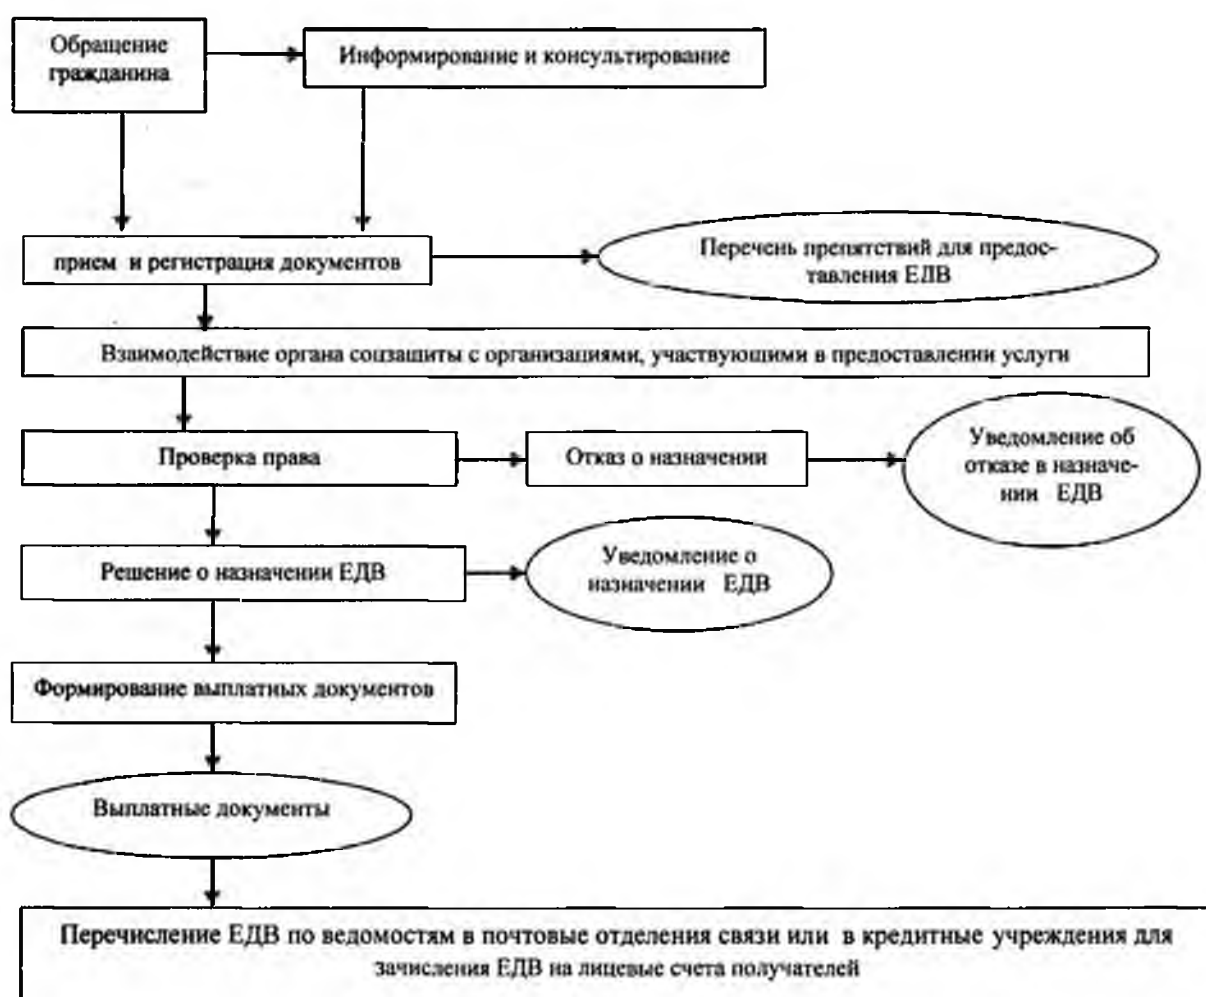 Обращение
гражданина
Информирование и консультирование
прием и регистрация документов
Перечень препятствий для предос-
тавления ЕДВ
Взаимодействие органа соцзащиты с организациями, участвующими в предоставлении услуги
Проверка права
Отказ о назначении
Уведомление об
отказе в назначе-
нии ЕДВ
Решение о назначении ЕДВ
Уведомление о
назначении ЕДВ
Формирование выплатных документов
Выплатные документы
Перечисление ЕДВ по ведомостям в почтовые отделения связи или в кредитные учреждения для
зачисления ЕДВ на лицевые счета получателей